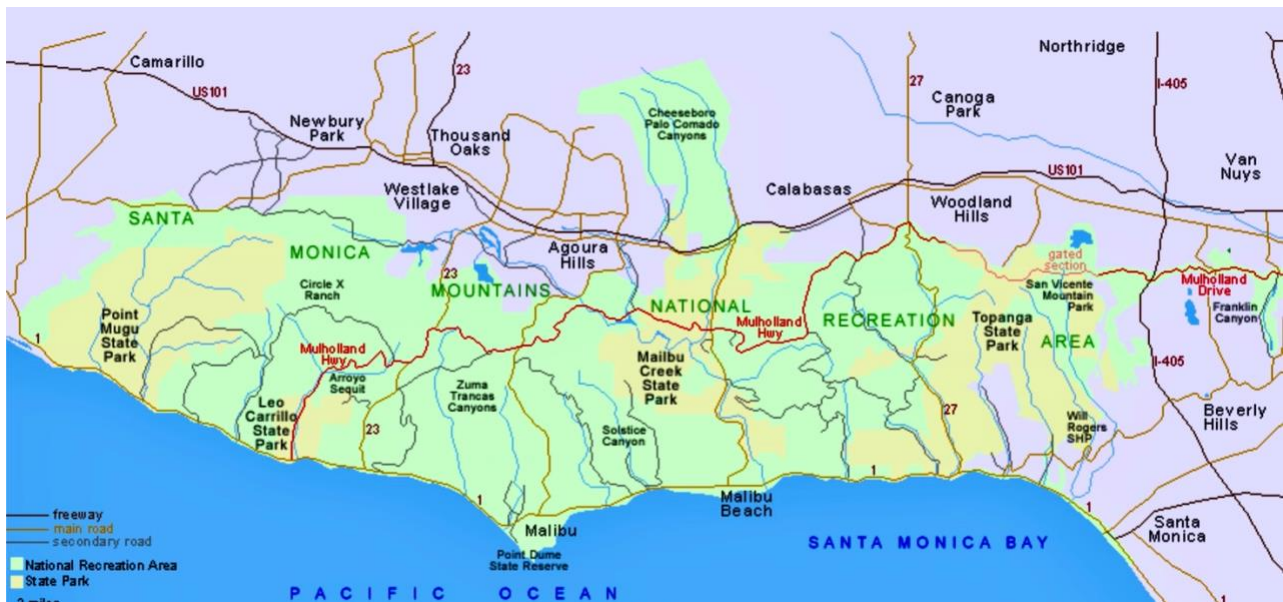 Northridge
Camarillo
23
27
I-405
US101
Canoga
Park
Newbury
Park
Cheeseboro
Palo Comado
Canyons
Thousand
Oaks
Van
Nuys
US101
Westlake
Village
Calabasas
Woodland
Hills
SANTA
MONICA
Agoura
Hills
gated
section
23
MOUNTAINS
Circle X
Ranch
San Vicente
Mountain
Park
Mulholland
Drive
NATIONAL
Franklin
Canyon
Point
Mugu
State
Park
Mulholland
Hwy
RECREATION
Topanga
State
Park
1
AREA
Mulholland
Hwy
Mailbu
Creek
State
Park
I-405
Arroyo
Sequit
Zuma
Trancas
Canyons
Leo
Carrillo
State
Park
27
Beverly
Hills
Will
Rogers
SHP
23
Solstice
Canyon
1
1
Malibu
Beach
1
freeway
main road
secondary road
Malibu
Santa
Monica
SANTA MONICA BAY
Point Dume
State Reserve
National Recreation Area
State Park
PACIFIC OCEAN
1